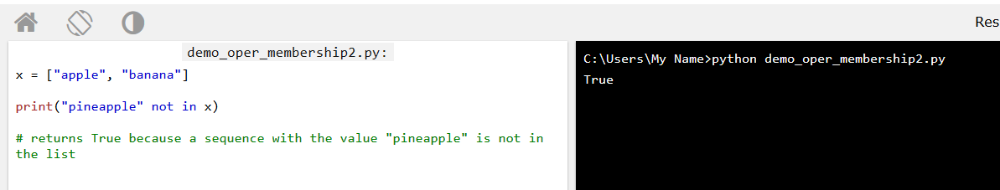 Res
demo_oper_membership2.py:
x = ["apple", "banana"]
print("pineapple" not in x)
# returns True because a sequence with the value "pineapple" is not in
the list
C:\Users\My Name>python demo_oper_membership2.py
True